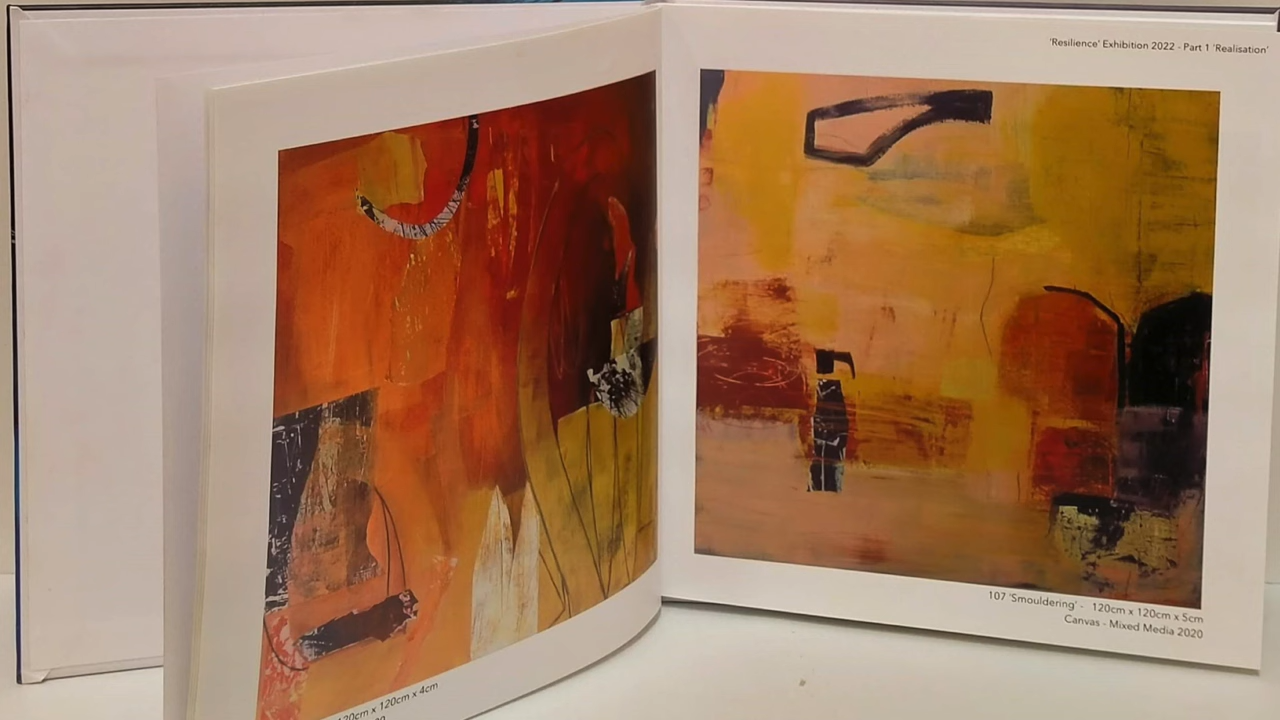 120cm x 120cm x 4cm
'Resilience' Exhibition 2022 - Part 1 'Realisation'
107 'Smouldering' - 120cm x 120cm x 5cm
Canvas - Mixed Media 2020